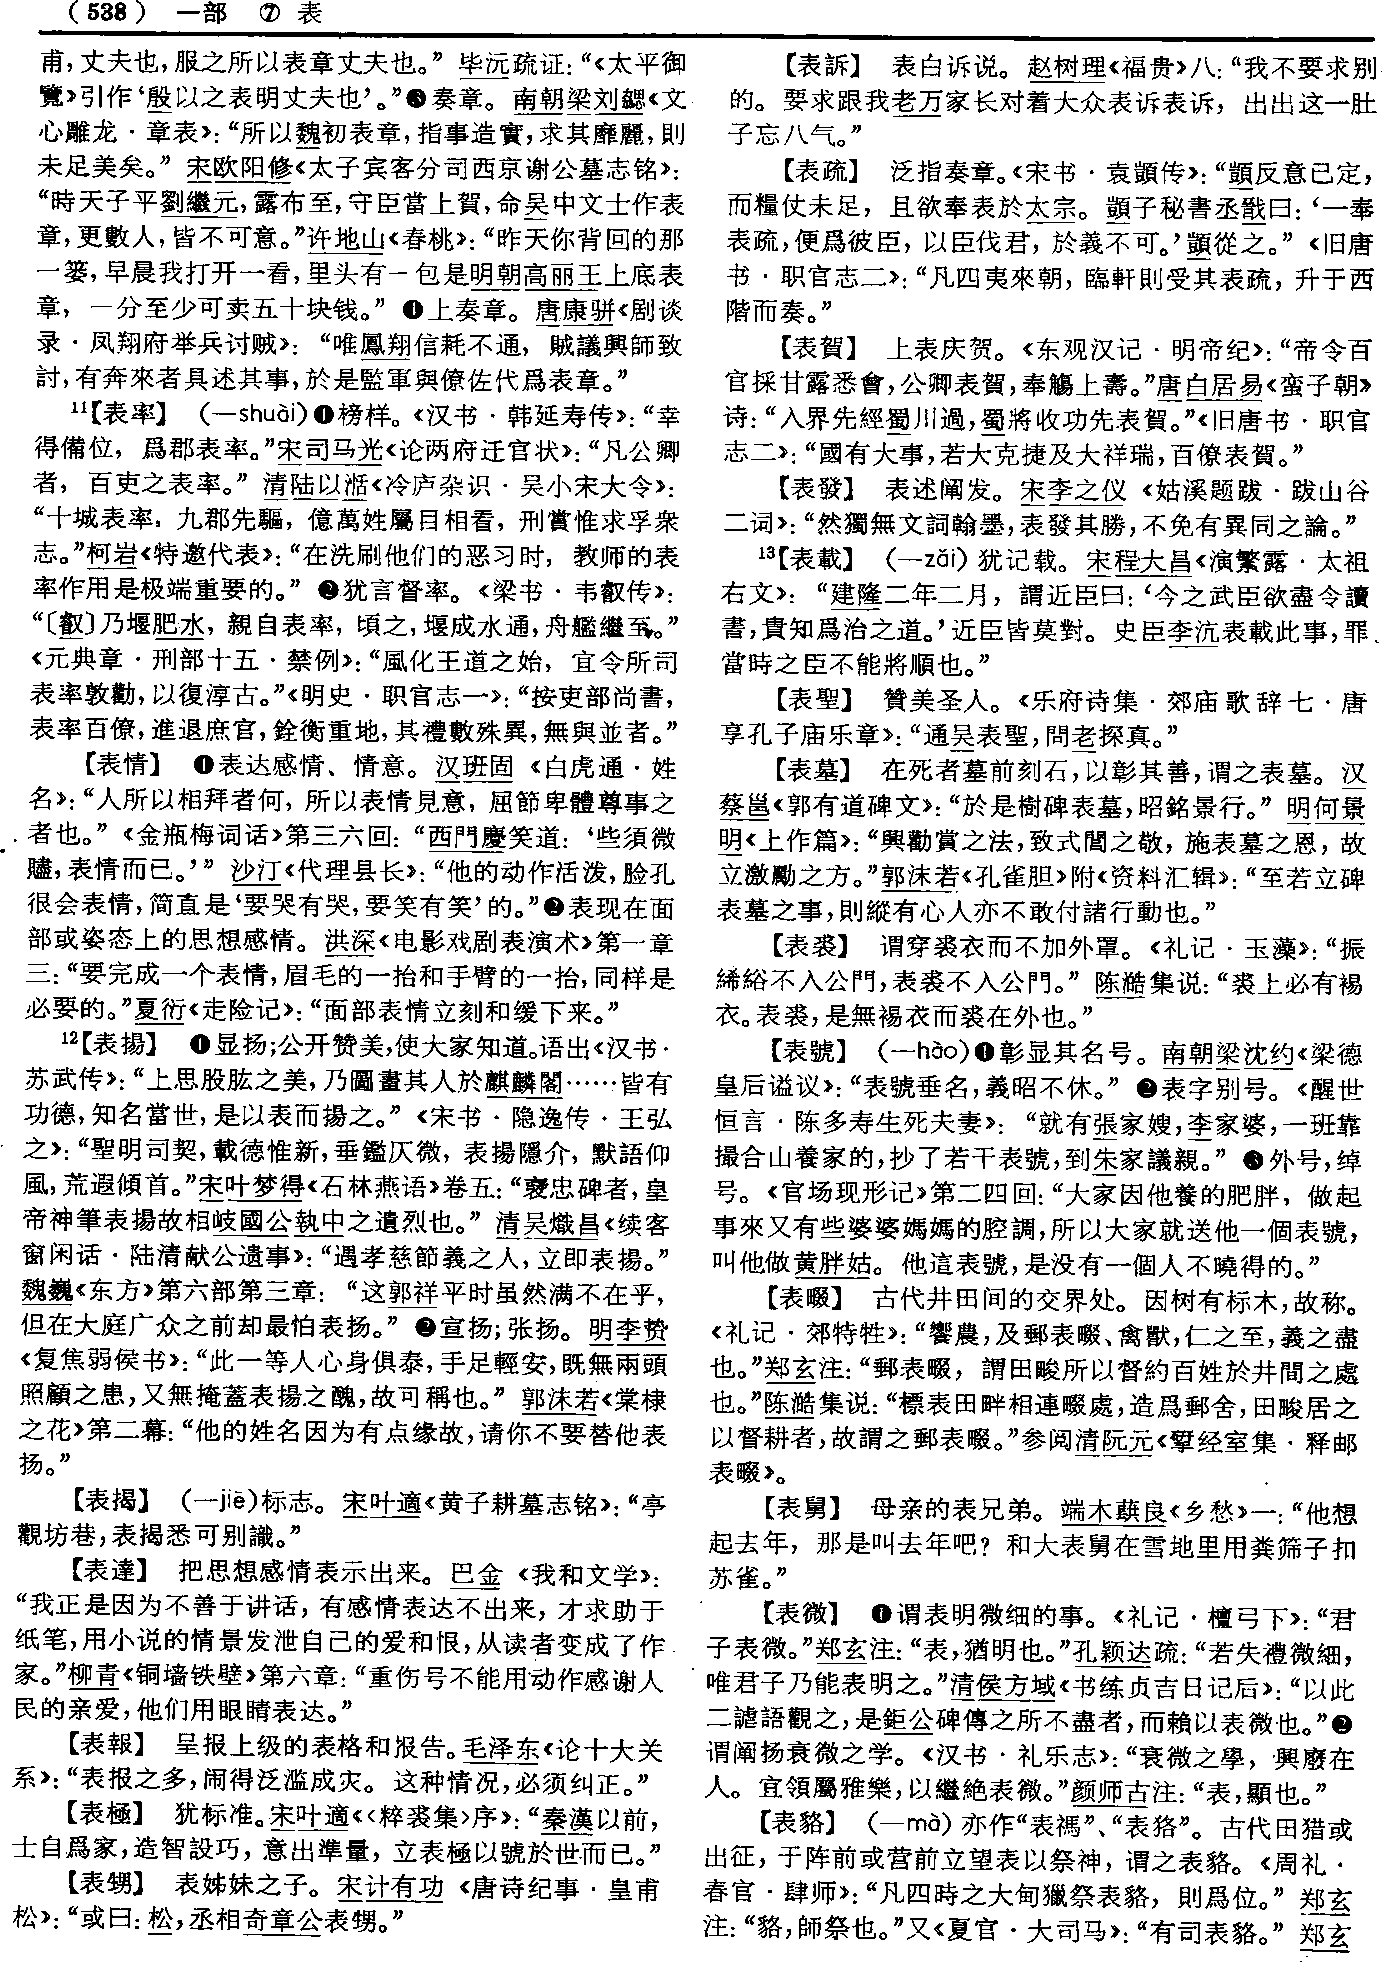 （538） 一部 ⑦ 表
甫，丈夫也，服之所以表章丈夫也。” 毕沅疏证：“《太平御
覽》引作‘殷以之表明丈夫也’。”❸奏章。南朝梁刘勰《文
心雕龙·章表》：“所以魏初表章，指事造實，求其靡麗，則
未足美矣。” 宋欧阳修《太子宾客分司西京谢公墓志铭》：
“時天子平劉繼元，露布至，守臣當上賀，命吴中文士作表
章，更數人，皆不可意。”许地山《春桃》：“昨天你背回的那
一篓，早晨我打开一看，里头有一包是明朝高丽王上底表
章，一分至少可卖五十块钱。” ❹上奏章。唐康骈《剧谈
录·凤翔府举兵讨贼》：“唯鳳翔信耗不通，賊議興師致
討，有奔來者具述其事，於是監軍與僚佐代爲表章。”
11【表率】（—shuài）❶榜样。《汉书·韩延寿传》：“幸
得備位，爲郡表率。”宋司马光《论两府迁官状》：“凡公卿
者，百吏之表率。” 清陆以湉《冷庐杂识·吴小宋大令》：
“十城表率，九郡先驅，億萬姓屬目相看，刑賞惟求孚衆
志。”柯岩《特邀代表》：“在洗刷他们的恶习时，教师的表
率作用是极端重要的。” ❷犹言督率。《梁书·韦叡传》：
“〔叡〕乃堰肥水，親自表率，頃之，堰成水通，舟艦繼至。”
《元典章·刑部十五·禁例》：“風化王道之始，宜令所司
表率敦勸，以復淳古。”《明史·职官志一》：“按吏部尚書，
表率百僚，進退庶官，銓衡重地，其禮數殊異，無與並者。”
【表情】 ❶表达感情、情意。汉班固《白虎通·姓
名》：“人所以相拜者何，所以表情見意，屈節卑體尊事之
者也。”《金瓶梅词话》第三六回：“西門慶笑道：‘些須微
贐，表情而已。’” 沙汀《代理县长》：“他的动作活泼，脸孔
很会表情，简直是‘要哭有哭，要笑有笑’的。”❷表现在面
部或姿态上的思想感情。洪深《电影戏剧表演术》第一章
三：“要完成一个表情，眉毛的一抬和手臂的一抬，同样是
必要的。”夏衍《走险记》：“面部表情立刻和缓下来。”
12【表揚】 ❶显扬；公开赞美，使大家知道。语出《汉书·
苏武传》：“上思股肱之美，乃圖畫其人於麒麟閣……皆有
功德，知名當世，是以表而揚之。”《宋书·隐逸传·王弘
之》：“聖明司契，載德惟新，垂鑑仄微，表揚隱介，默語仰
風，荒遐傾首。”宋叶梦得《石林燕语》卷五：“褒忠碑者，皇
帝神筆表揚故相岐國公執中之遺烈也。” 清吴熾昌《续客
窗闲话·陆清献公遗事》：“遇孝慈節義之人，立即表揚。”
魏巍《东方》第六部第三章：“这郭祥平时虽然满不在乎，
但在大庭广众之前却最怕表扬。” ❷宣扬；张扬。明李贽
《复焦弱侯书》：“此一等人心身俱泰，手足輕安，既無兩頭
照顧之患，又無掩蓋表揚之醜，故可稱也。” 郭沫若《棠棣
之花》第二幕：“他的姓名因为有点缘故，请你不要替他表
扬。”
【表揭】（—jiē）标志。宋叶適《黄子耕墓志铭》：“亭
觀坊巷，表揭悉可别識。”
【表達】 把思想感情表示出来。巴金《我和文学》：
“我正是因为不善于讲话，有感情表达不出来，才求助于
纸笔，用小说的情景发泄自己的爱和恨，从读者变成了作
家。”柳青《铜墙铁壁》第六章：“重伤号不能用动作感谢人
民的亲爱，他们用眼睛表达。”
【表報】 呈报上级的表格和报告。毛泽东《论十大关
系》：“表报之多，闹得泛滥成灾。这种情况，必须纠正。”
【表極】 犹标准。宋叶適《〈粹裘集〉序》：“秦漢以前，
士自爲家，造智設巧，意出準量，立表極以號於世而已。”
【表甥】 表姊妹之子。宋计有功《唐诗纪事·皇甫
松》：“或曰：松，丞相奇章公表甥。”
【表訴】 表白诉说。赵树理《福贵》八：“我不要求别
的。要求跟我老万家长对着大众表诉表诉，出出这一肚
子忘八气。”
【表疏】 泛指奏章。《宋书·袁顗传》：“顗反意已定，
而糧仗未足，且欲奉表於太宗。顗子秘書丞戬曰：‘一奉
表疏，便爲彼臣，以臣伐君，於義不可。’顗從之。”《旧唐
书·职官志二》：“凡四夷來朝，臨軒則受其表疏，升于西
階而奏。”
【表賀】 上表庆贺。《东观汉记·明帝纪》：“帝令百
官採甘露悉會，公卿表賀，奉觴上壽。”唐白居易《蛮子朝》
诗：“入界先經蜀川過，蜀將收功先表賀。”《旧唐书·职官
志二》：“國有大事，若大克捷及大祥瑞，百僚表賀。”
【表發】 表述阐发。宋李之仪《姑溪题跋·跋山谷
二词》：“然獨無文詞翰墨，表發其勝，不免有異同之論。”
13【表載】（—zǎi）犹记载。宋程大昌《演繁露·太祖
右文》：“建隆二年二月，謂近臣曰：‘今之武臣欲盡令讀
書，貴知爲治之道。’近臣皆莫對。史臣李沆表載此事，罪
當時之臣不能將順也。”
【表聖】 赞美圣人。《乐府诗集·郊庙歌辞七·唐
享孔子庙乐章》：“通吴表聖，問老探真。”
【表墓】 在死者墓前刻石，以彰其善，谓之表墓。汉
蔡邕《郭有道碑文》：“於是樹碑表墓，昭銘景行。” 明何景
明《上作篇》：“興勸賞之法，致式閭之敬，施表墓之恩，故
立激勵之方。”郭沫若《孔雀胆》附《资料汇辑》：“至若立碑
表墓之事，則縱有心人亦不敢付諸行動也。”
【表裘】 谓穿裘衣而不加外罩。《礼记·玉藻》：“振
絺綌不入公門，表裘不入公門。” 陈澔集说：“裘上必有裼
衣。表裘，是無裼衣而裘在外也。”
【表號】（—hào）❶彰显其名号。南朝梁沈约《梁德
皇后谥议》：“表號垂名，義昭不休。” ❷表字别号。《醒世
恒言·陈多寿生死夫妻》：“就有張家嫂，李家婆，一班靠
撮合山養家的，抄了若干表號，到朱家議親。” ❸外号，绰
号。《官场现形记》第二四回：“大家因他養的肥胖，做起
事來又有些婆婆媽媽的腔調，所以大家就送他一個表號，
叫他做黄胖姑。他這表號，是没有一個人不曉得的。”
【表畷】 古代井田间的交界处。因树有标木，故称。
《礼记·郊特牲》：“饗農，及郵表畷、禽獸，仁之至，義之盡
也。”郑玄注：“郵表畷，謂田畯所以督約百姓於井間之處
也。”陈澔集说：“標表田畔相連畷處，造爲郵舍，田畯居之
以督耕者，故謂之郵表畷。”参阅清阮元《揅经室集·释邮
表畷》。
【表舅】 母亲的表兄弟。端木蕻良《乡愁》一：“他想
起去年，那是叫去年吧？和大表舅在雪地里用粪筛子扣
苏雀。”
【表微】 ❶谓表明微细的事。《礼记·檀弓下》：“君
子表微。”郑玄注：“表，猶明也。”孔颖达疏：“若失禮微細，
唯君子乃能表明之。”清侯方域《书练贞吉日记后》：“以此
二謔語觀之，是鉅公碑傳之所不盡者，而賴以表微也。”❷
谓阐扬衰微之学。《汉书·礼乐志》：“衰微之學，興廢在
人。宜領屬雅樂，以繼絶表微。”颜师古注：“表，顯也。”
【表貉】（—mà）亦作“表禡”、“表狢”。古代田猎或
出征，于阵前或营前立望表以祭神，谓之表貉。《周礼·
春官·肆师》：“凡四時之大甸獵祭表貉，則爲位。” 郑玄
注：“貉，師祭也。”又《夏官·大司马》：“有司表貉。” 郑玄